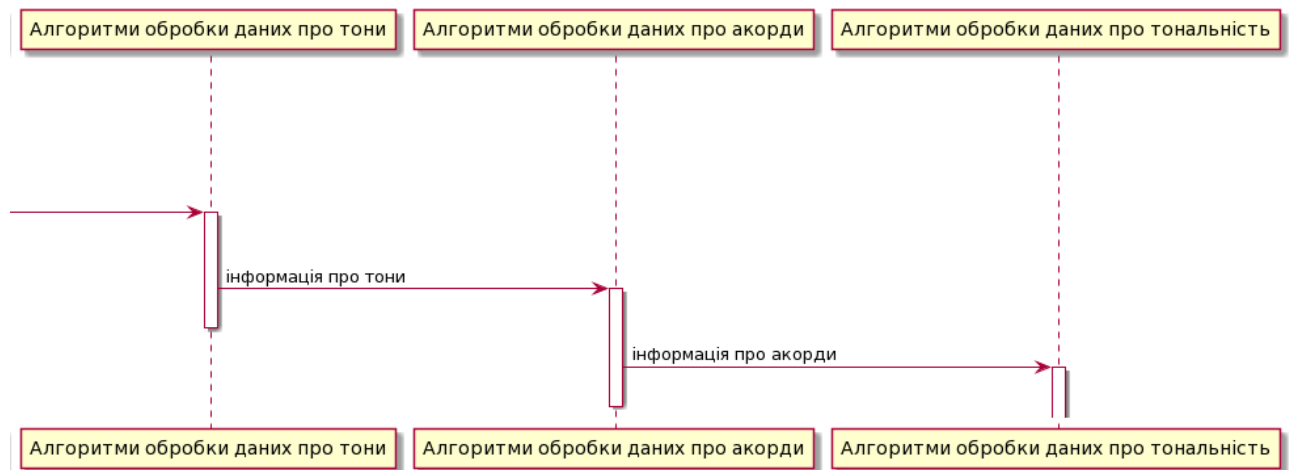 Алгоритми обробки даних про тони
Алгоритми обробки даних про акорди
Алгоритми обробки даних про тональність
інформація про тони
інформація про акорди
Алгоритми обробки даних про тони
Алгоритми обробки даних про акорди
Алгоритми обробки даних про тональність